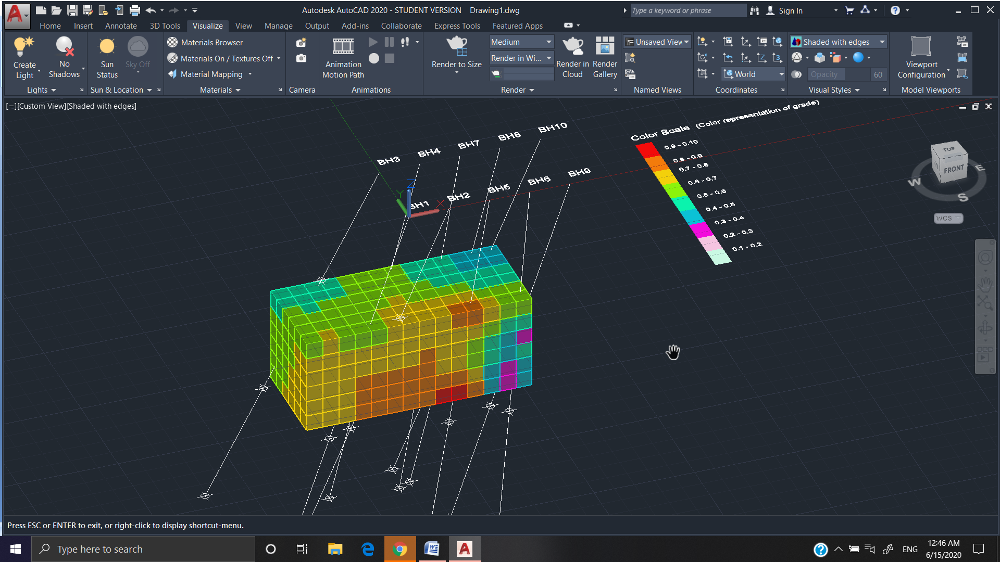 Autodesk AutoCAD 2020 - STUDENT VERSION Drawing1.dwg
Type a keyword or phrase
Sign In
Home Insert Annotate 3D Tools Visualize View Manage Output Add-ins Collaborate Express Tools Featured Apps
Create Light
No Shadows
Lights
Sun Status
Sky Off
Sun & Location
Materials Browser
Materials On / Textures Off
Material Mapping
Materials
Camera
Animation Motion Path
Animations
Render to Size
Medium
Render in Wi...
Render in Cloud
Render Gallery
Render
Unsaved View
Named Views
World
Coordinates
Shaded with edges
Opacity 60
Visual Styles
Viewport Configuration
Model Viewports
[−][Custom View][Shaded with edges]
BH3
BH4
BH7
BH8
BH10
BH1
BH2
BH5
BH6
BH9
X
Y
Z
Color Scale (Color representation of grade)
0.9 - 0.10
0.8 - 0.9
0.7 - 0.8
0.6 - 0.7
0.5 - 0.6
0.4 - 0.5
0.3 - 0.4
0.2 - 0.3
0.1 - 0.2
TOP
FRONT
W
S
E
WCS
Press ESC or ENTER to exit, or right-click to display shortcut-menu.
Type here to search
ENG
12:46 AM
6/15/2020